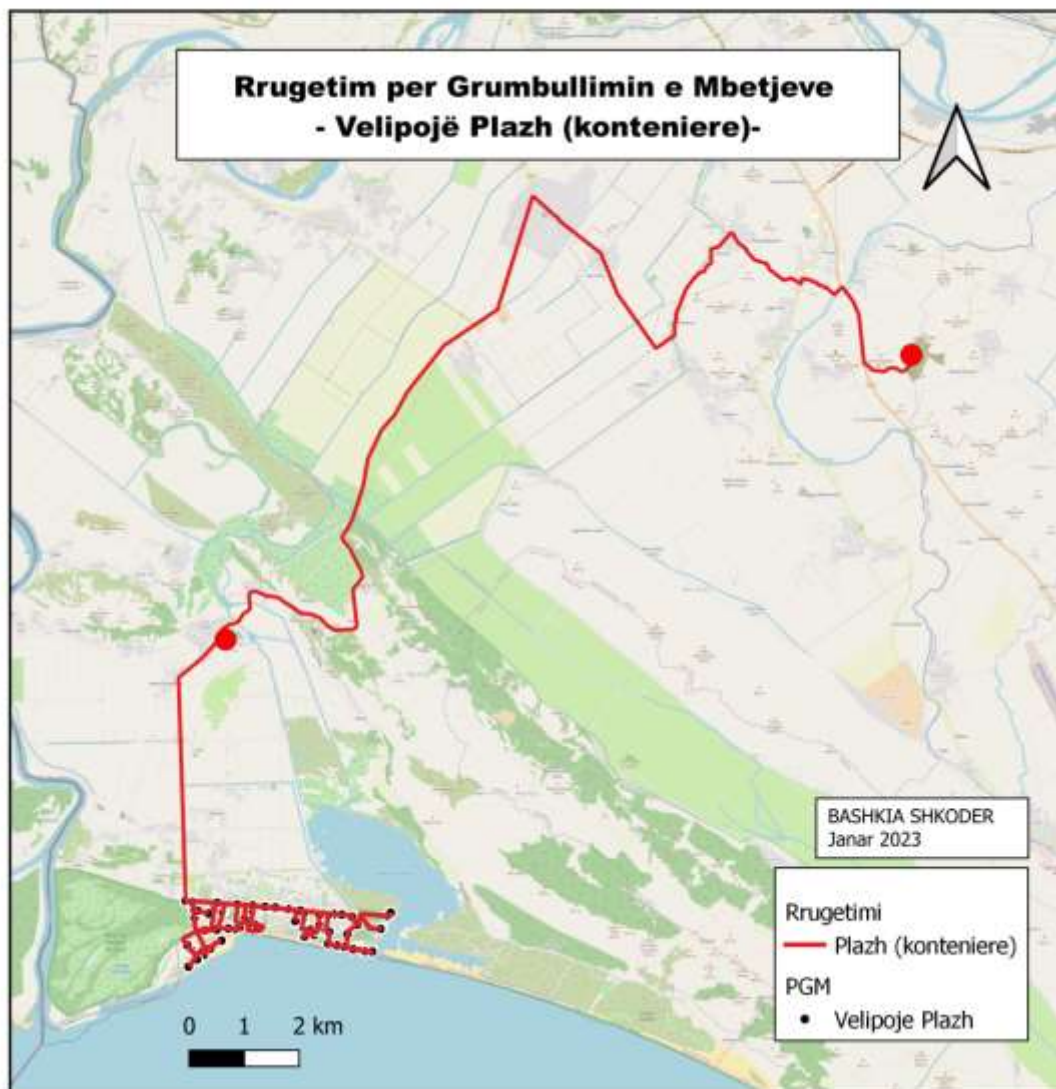 Rrugetim per Grumbullimin e Mbetjeve
- Velipojë Plazh (konteniere)-
BASHKIA SHKODER
Janar 2023
Rrugetimi
Plazh (konteniere)
PGM
Velipoje Plazh
0 1 2 km